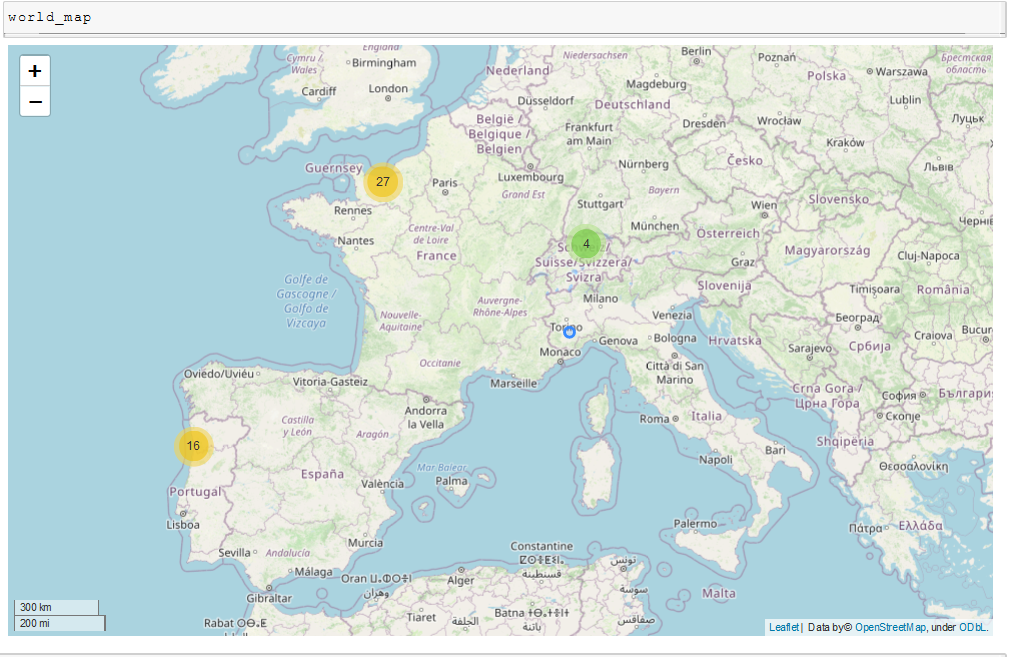 world_map
+
−
England
Cymru /
Wales
Birmingham
Cardiff
London
Nederland
Niedersachsen
Berlin
Poznań
Polska
Warszawa
Брестская
область
Magdeburg
Düsseldorf
Deutschland
Lublin
België /
Belgique /
Belgien
Frankfurt
am Main
Dresden
Wrocław
Луцьк
Kraków
Guernsey
27
Paris
Luxembourg
Grand Est
Nürnberg
Česko
Львів
Bayern
Rennes
Stuttgart
Wien
Slovensko
Nantes
Centre-Val
de Loire
France
4
Suisse/Svizzera/
Svizra
München
Österreich
Graz
Magyarország
Cluj-Napoca
Golfe de
Gascogne /
Golfo de
Vizcaya
Auvergne-
Rhône-Alpes
Nouvelle-
Aquitaine
Milano
Slovenija
Timișoara
România
Venezia
Torino
Genova
Bologna
Hrvatska
Београд
Craiova
Monaco
Sarajevo
Србија
Occitanie
Oviedo/Uviéu
Vitoria-Gasteiz
Marseille
Città di San
Marino
Crna Gora /
Црна Гора
София
Скопје
Andorra
la Vella
Castilla
y León
Aragón
Roma
Italia
Shqipëria
16
Napoli
Bari
Θεσσαλονίκη
España
Mar Balear
Palma
València
Portugal
Lisboa
Palermo
Πάτρα
Ελλάδα
Sevilla
Andalucía
Murcia
Constantine
ⵇⵙⴻⵏⵟⵉⵏⴰ
قسنطينة
تونس
Málaga
Oran
وهران
Alger
سوسة
Malta
Gibraltar
Tiaret
الجلفة
Batna
باتنة
صفاقس
Rabat
300 km
200 mi
Leaflet | Data by © OpenStreetMap, under ODbL.